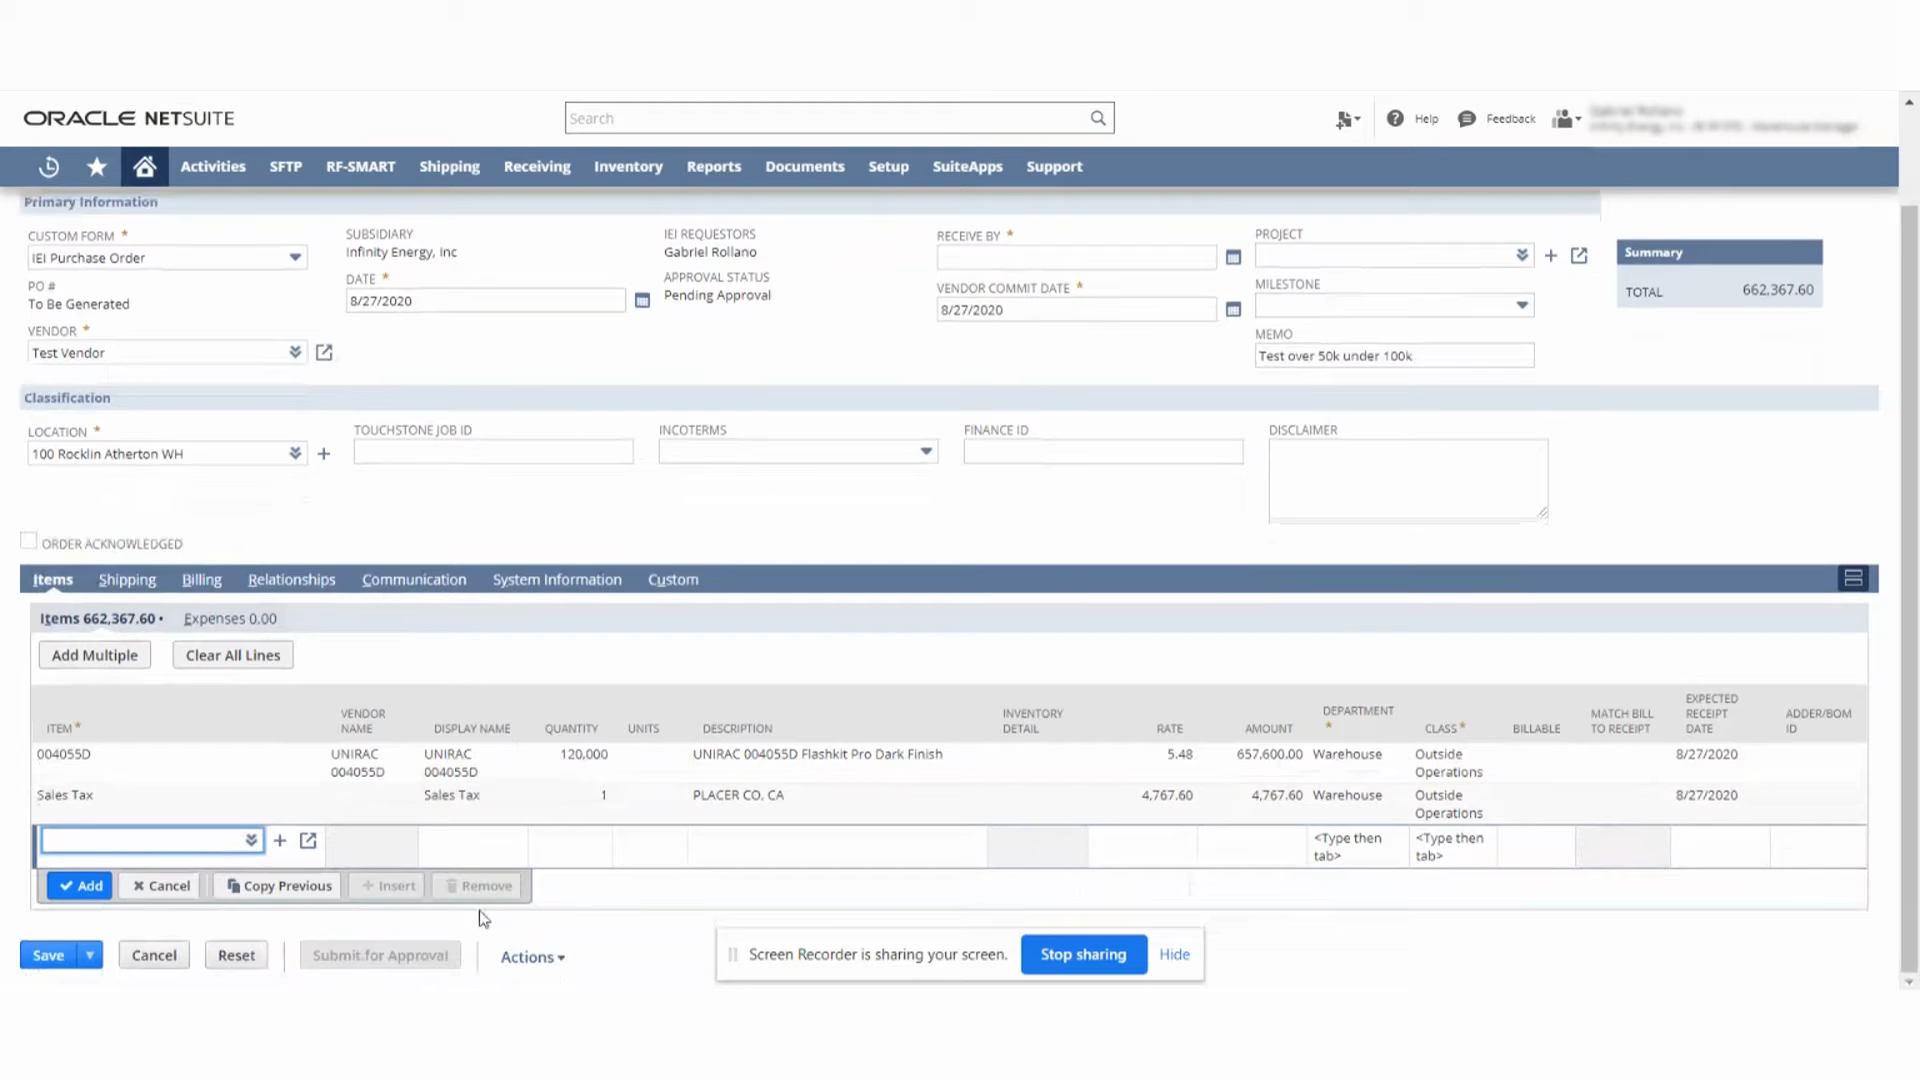 ORACLE NETSUITE
Search
Help
Feedback
Activities
SFTP
RF-SMART
Shipping
Receiving
Inventory
Reports
Documents
Setup
SuiteApps
Support
Primary Information
CUSTOM FORM *
IEI Purchase Order
PO #
To Be Generated
VENDOR *
Test Vendor
SUBSIDIARY
Infinity Energy, Inc
DATE *
8/27/2020
IEI REQUESTORS
Gabriel Rollano
APPROVAL STATUS
Pending Approval
RECEIVE BY *
VENDOR COMMIT DATE *
8/27/2020
PROJECT
MILESTONE
MEMO
Test over 50k under 100k
Summary
TOTAL 662,367.60
Classification
LOCATION *
100 Rocklin Atherton WH
TOUCHSTONE JOB ID
INCOTERMS
FINANCE ID
DISCLAIMER
ORDER ACKNOWLEDGED
Items Shipping Billing Relationships Communication System Information Custom
Items 662,367.60 • Expenses 0.00
Add Multiple
Clear All Lines
ITEM *
VENDOR
NAME
DISPLAY NAME
QUANTITY
UNITS
DESCRIPTION
INVENTORY
DETAIL
RATE
AMOUNT
DEPARTMENT
*
CLASS *
BILLABLE
MATCH BILL
TO RECEIPT
EXPECTED
RECEIPT
DATE
ADDER/BOM
ID
004055D
UNIRAC
004055D
UNIRAC
004055D
120,000
UNIRAC 004055D Flashkit Pro Dark Finish
5.48
657,600.00
Warehouse
Outside
Operations
8/27/2020
Sales Tax
Sales Tax
1
PLACER CO, CA
4,767.60
4,767.60
Warehouse
Outside
Operations
8/27/2020
<Type then
tab>
<Type then
tab>
Add
Cancel
Copy Previous
Insert
Remove
Save
Cancel
Reset
Submit for Approval
Actions
Screen Recorder is sharing your screen.
Stop sharing
Hide